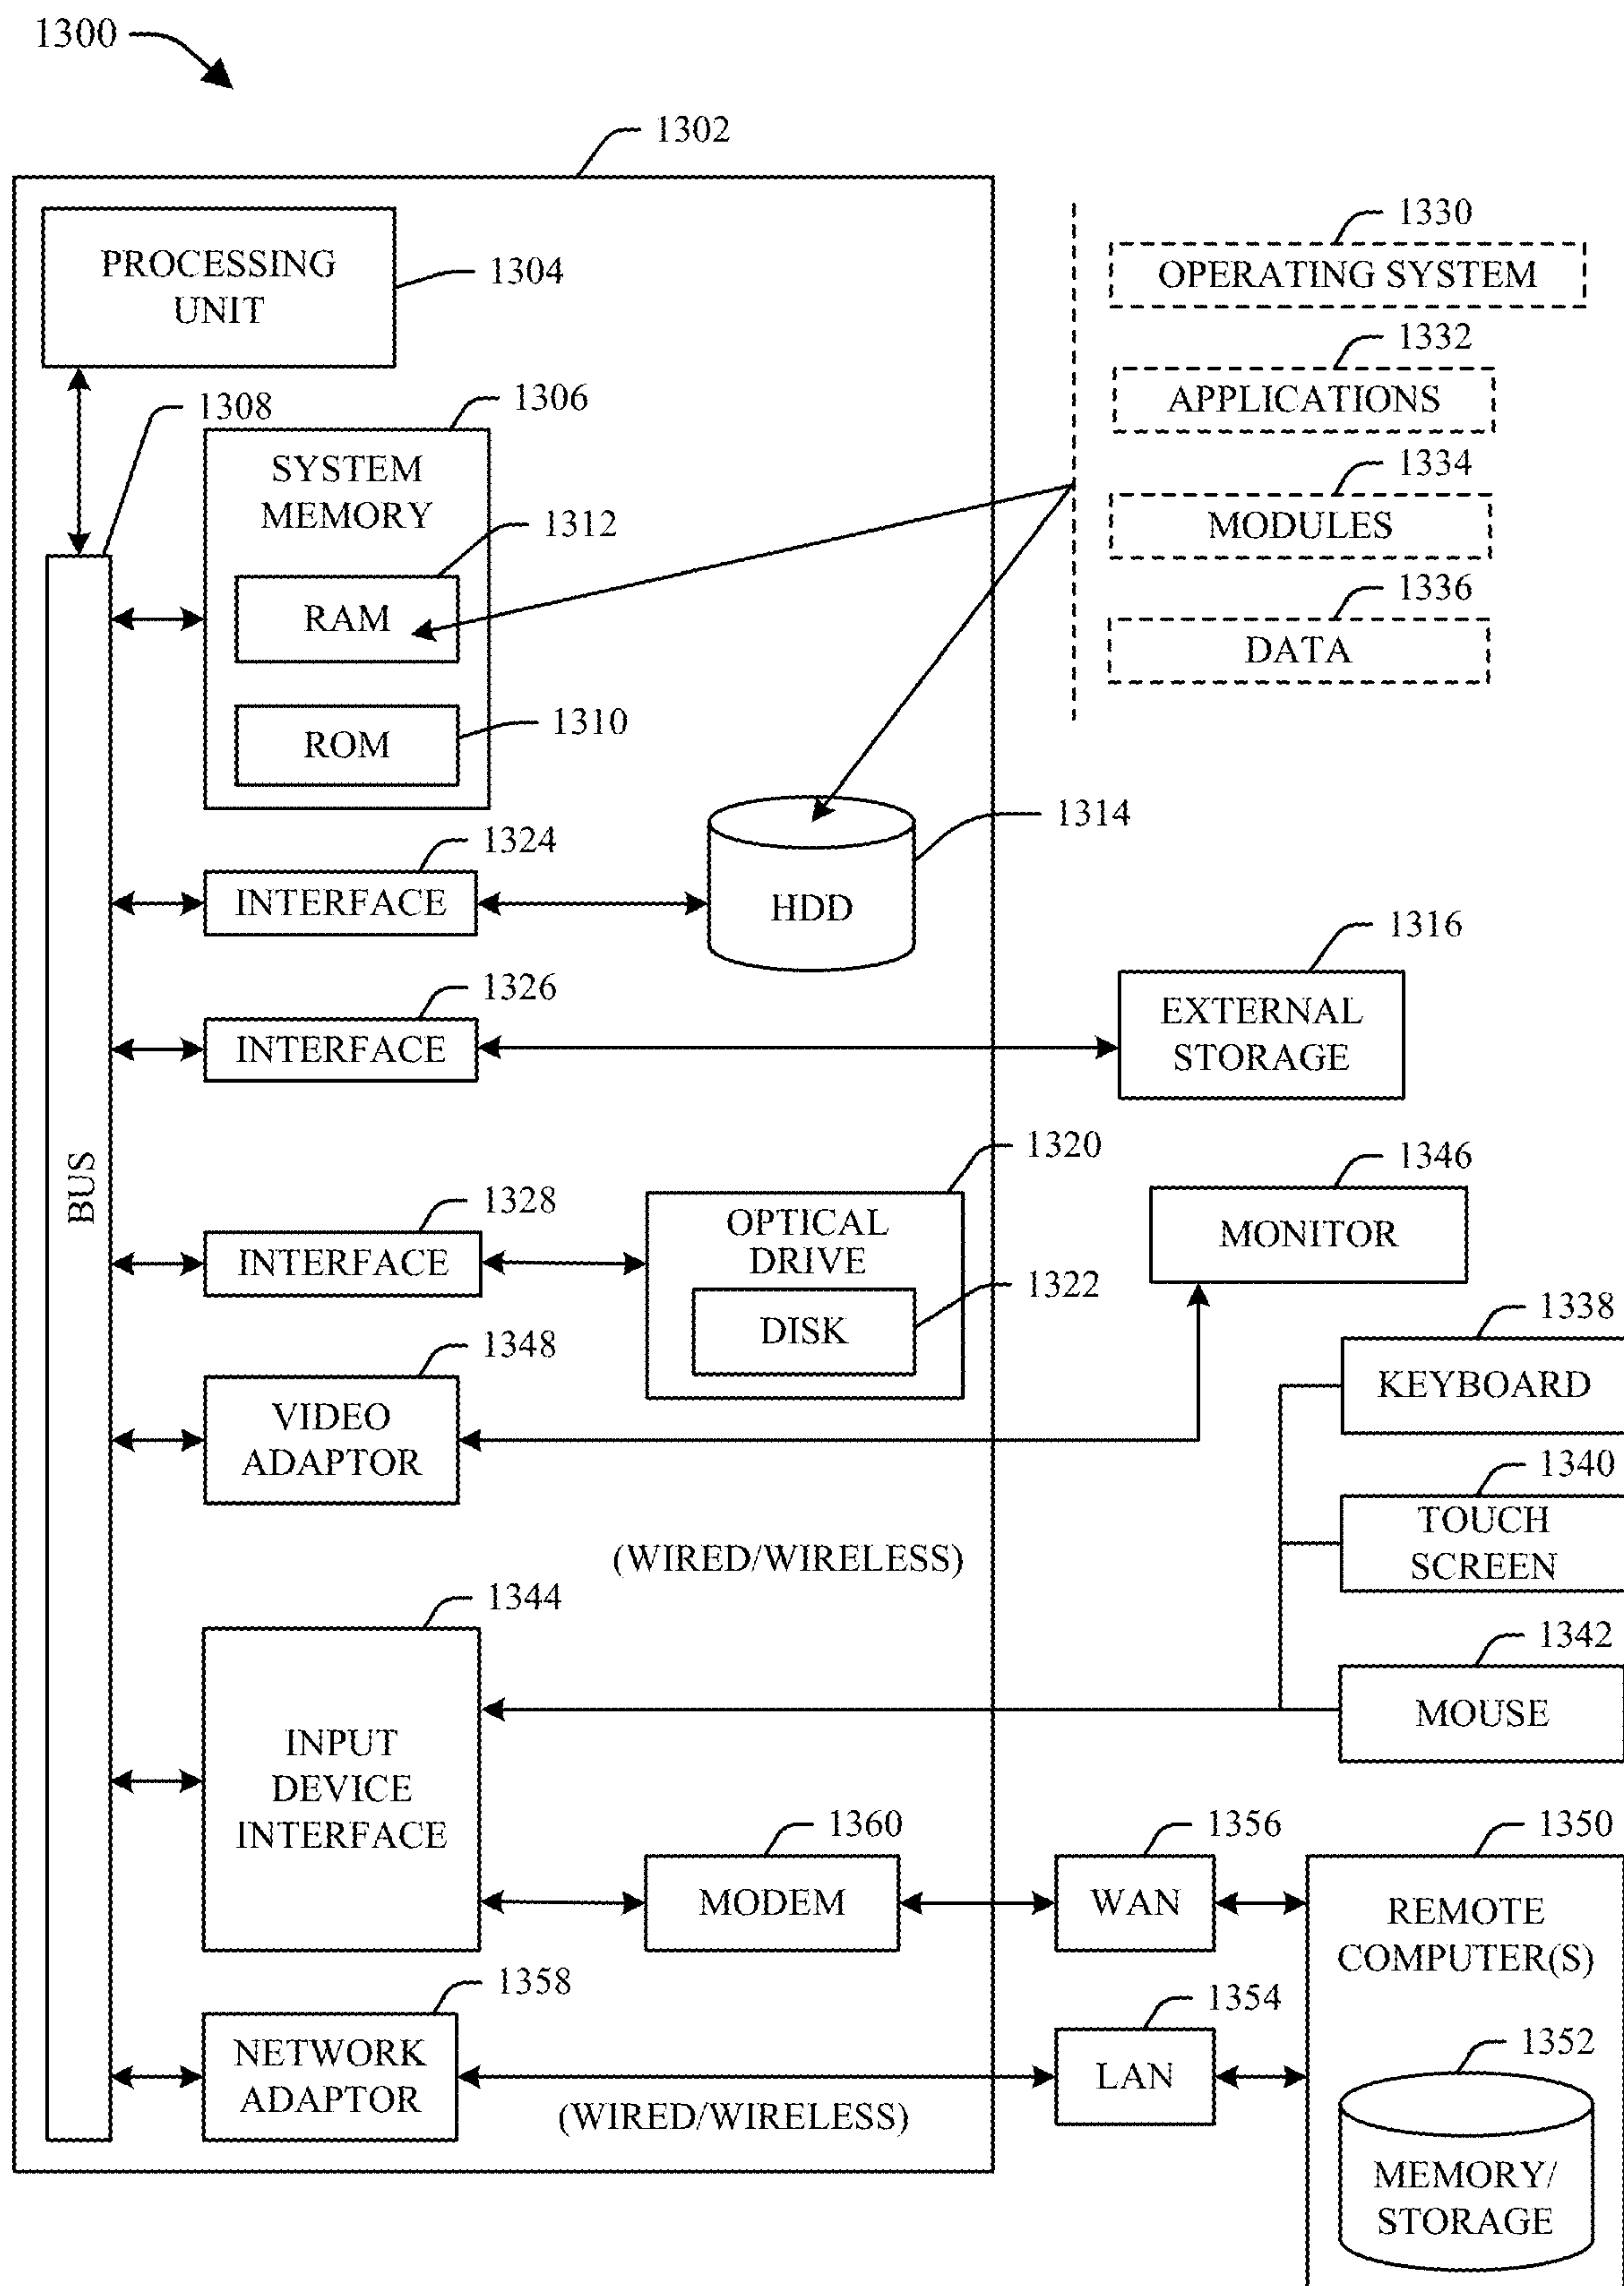 1300
1302
PROCESSING
UNIT
1304
1330
OPERATING SYSTEM
1332
APPLICATIONS
1334
MODULES
1336
DATA
1308
1306
SYSTEM
MEMORY
1312
RAM
1310
ROM
1324
INTERFACE
1314
HDD
1326
INTERFACE
1316
EXTERNAL
STORAGE
BUS
1328
INTERFACE
1320
OPTICAL
DRIVE
1322
DISK
1346
MONITOR
1348
VIDEO
ADAPTOR
1338
KEYBOARD
1340
TOUCH
SCREEN
(WIRED/WIRELESS)
1342
MOUSE
1344
INPUT
DEVICE
INTERFACE
1360
MODEM
1356
WAN
1350
REMOTE
COMPUTER(S)
1358
NETWORK
ADAPTOR
(WIRED/WIRELESS)
1354
LAN
1352
MEMORY/
STORAGE